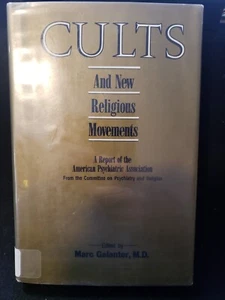 CULTS
And New
Religious
Movements
A Report of the
American Psychiatric Association
From the Committee on Psychiatry and Religion
Edited by
Marc Galanter, M.D.